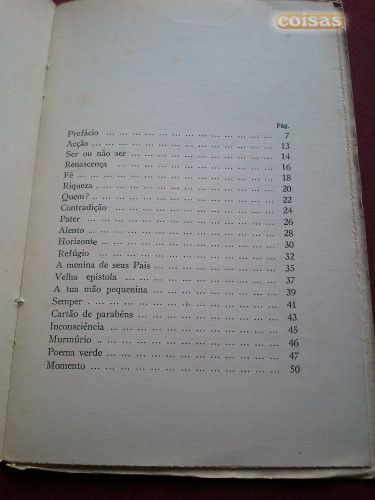 coisas
Pág.
Prefácio ... ... ... ... ... ... ... ... ... ... ... ... ... 7
Acção ... ... ... ... ... ... ... ... ... ... ... ... ... 13
Ser ou não ser ... ... ... ... ... ... ... ... ... ... ... 14
Renascença ... ... ... ... ... ... ... ... ... ... ... ... 16
Fé ... ... ... ... ... ... ... ... ... ... ... ... ... ... 18
Riqueza . ... ... ... ... ... ... ... ... ... ... ... ... 20
Quem? .. ... ... ... ... ... ... ... ... ... ... ... ... 22
Contradição ... ... ... ... ... ... ... ... ... ... ... ... 24
Pater ... ... ... ... ... ... ... ... ... ... ... ... ... 26
Alento ... ... ... ... ... ... ... ... ... ... ... ... ... 28
Horizonte ... ... ... ... ... ... ... ... ... ... ... ... 30
Refúgio ... ... ... ... ... ... ... ... ... ... ... ... ... 32
A menina de seus Pais ... ... ... ... ... ... ... ... ... 35
Velha epístola . ... ... ... ... ... ... ... ... ... ... ... 37
A tua mão pequenina ... ... ... ... ... ... ... ... ... 39
Semper . ... ... ... ... ... ... ... ... ... ... ... ... ... 41
Cartão de parabéns ... ... ... ... ... ... ... ... ... ... 43
Inconsciência ... ... ... ... ... ... ... ... ... ... ... ... 45
Murmúrio .. ... ... ... ... ... ... ... ... ... ... ... ... 46
Poema verde ... ... ... ... ... ... ... ... ... ... ... ... 47
Momento ... ... ... ... ... ... ... ... ... ... ... ... ... 50